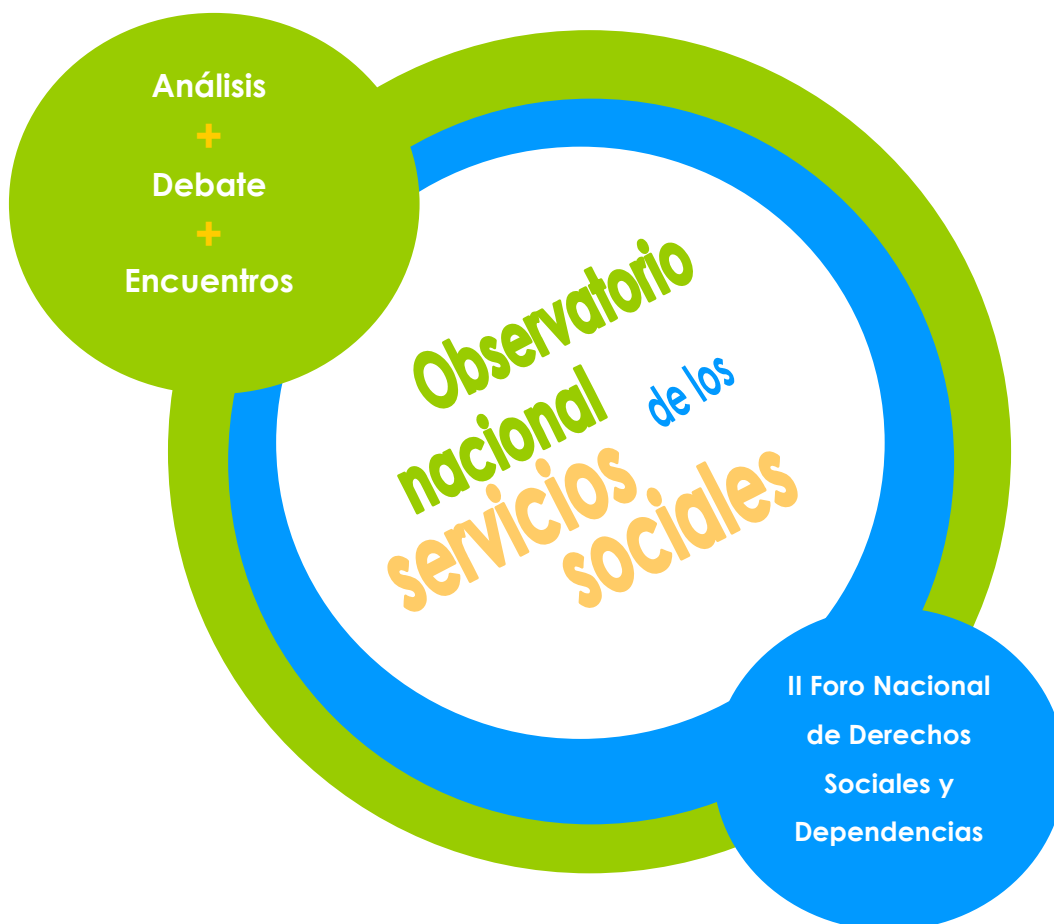 Análisis
+
Debate
+
Encuentros
Observatorio
nacional de los
servicios
sociales
II Foro Nacional
de Derechos
Sociales y
Dependencias